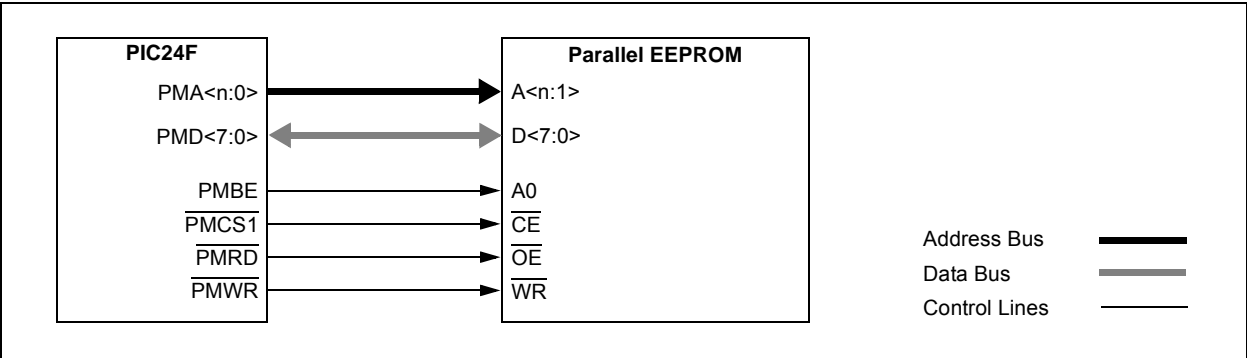 PIC24F Parallel EEPROM
PMA<n:0> A<n:1>
PMD<7:0> D<7:0>
PMBE A0
PMCS1 CE
PMRD OE
PMWR WR
Address Bus
Data Bus
Control Lines